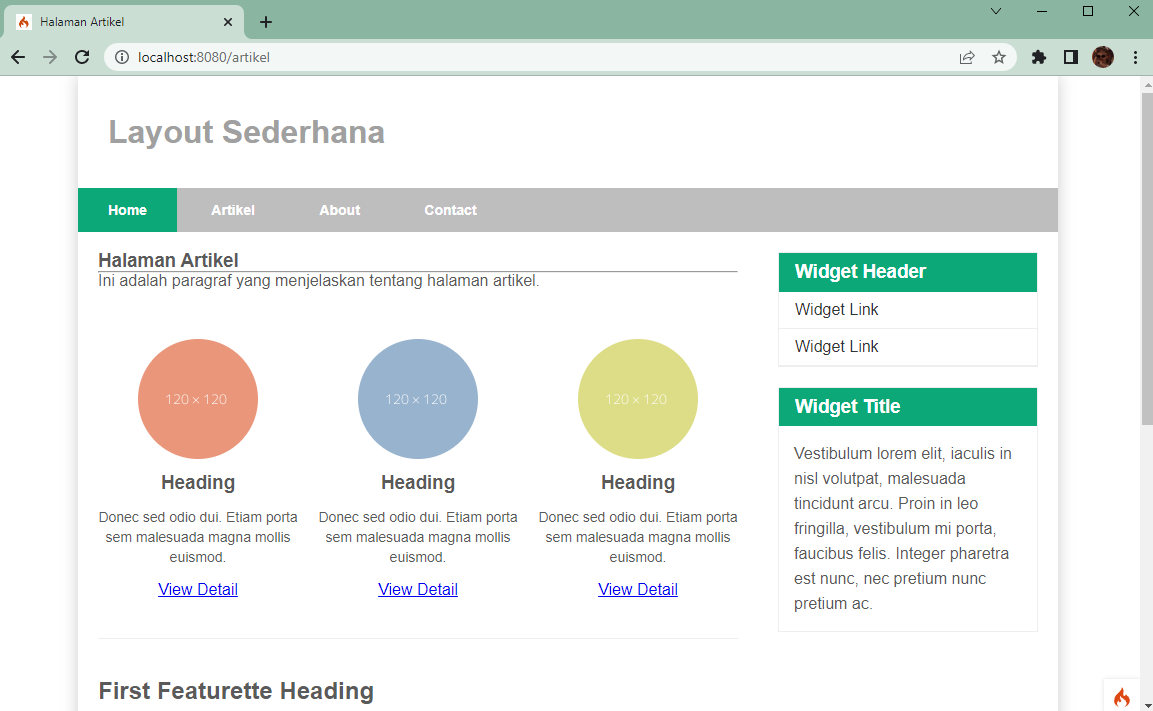 Halaman Artikel
localhost:8080/artikel
Layout Sederhana
Home Artikel About Contact
Halaman Artikel
Ini adalah paragraf yang menjelaskan tentang halaman artikel.
120 × 120
Heading
Donec sed odio dui. Etiam porta
sem malesuada magna mollis
euismod.
View Detail
120 × 120
Heading
Donec sed odio dui. Etiam porta
sem malesuada magna mollis
euismod.
View Detail
120 × 120
Heading
Donec sed odio dui. Etiam porta
sem malesuada magna mollis
euismod.
View Detail
First Featurette Heading
Widget Header
Widget Link
Widget Link
Widget Title
Vestibulum lorem elit, iaculis in
nisl volutpat, malesuada
tincidunt arcu. Proin in leo
fringilla, vestibulum mi porta,
faucibus felis. Integer pharetra
est nunc, nec pretium nunc
pretium ac.